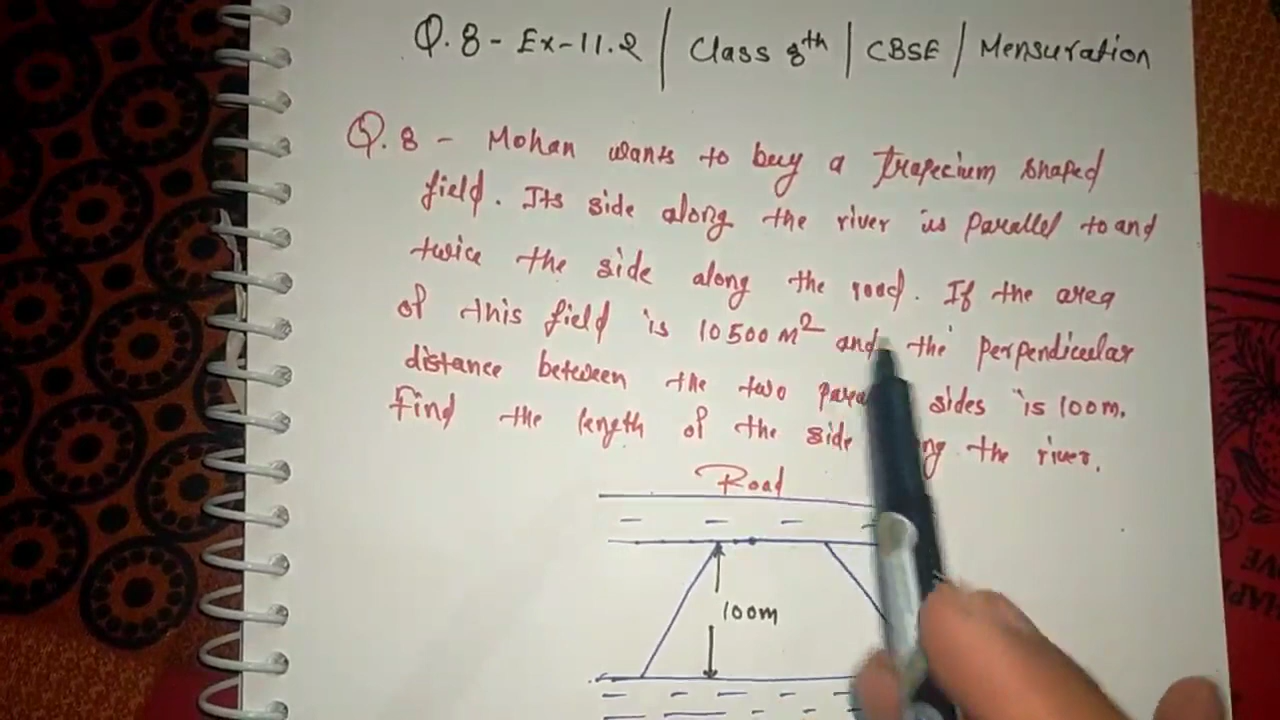 Q.8 - Ex-11.2 | Class 8th | CBSE | Mensuration
Q.8 - Mohan wants to buy a trapecium shaped
field. Its side along the river is parallel to and
twice the side along the road. If the area
of this field is 10500 m² and the perpendicular
distance between the two sides is 100m.
Find the length of the side the river.
Road
100m